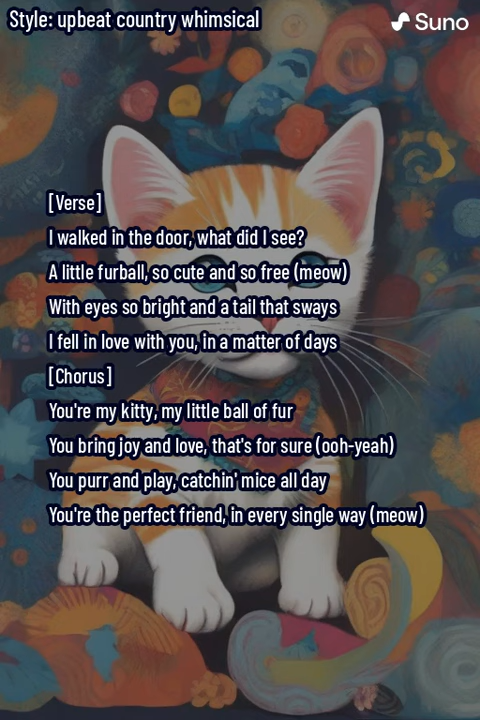 Style: upbeat country whimsical
Suno
[Verse]
I walked in the door, what did I see?
A little furball, so cute and so free (meow)
With eyes so bright and a tail that sways
I fell in love with you, in a matter of days
[Chorus]
You're my kitty, my little ball of fur
You bring joy and love, that's for sure (ooh-yeah)
You purr and play, catchin' mice all day
You're the perfect friend, in every single way (meow)